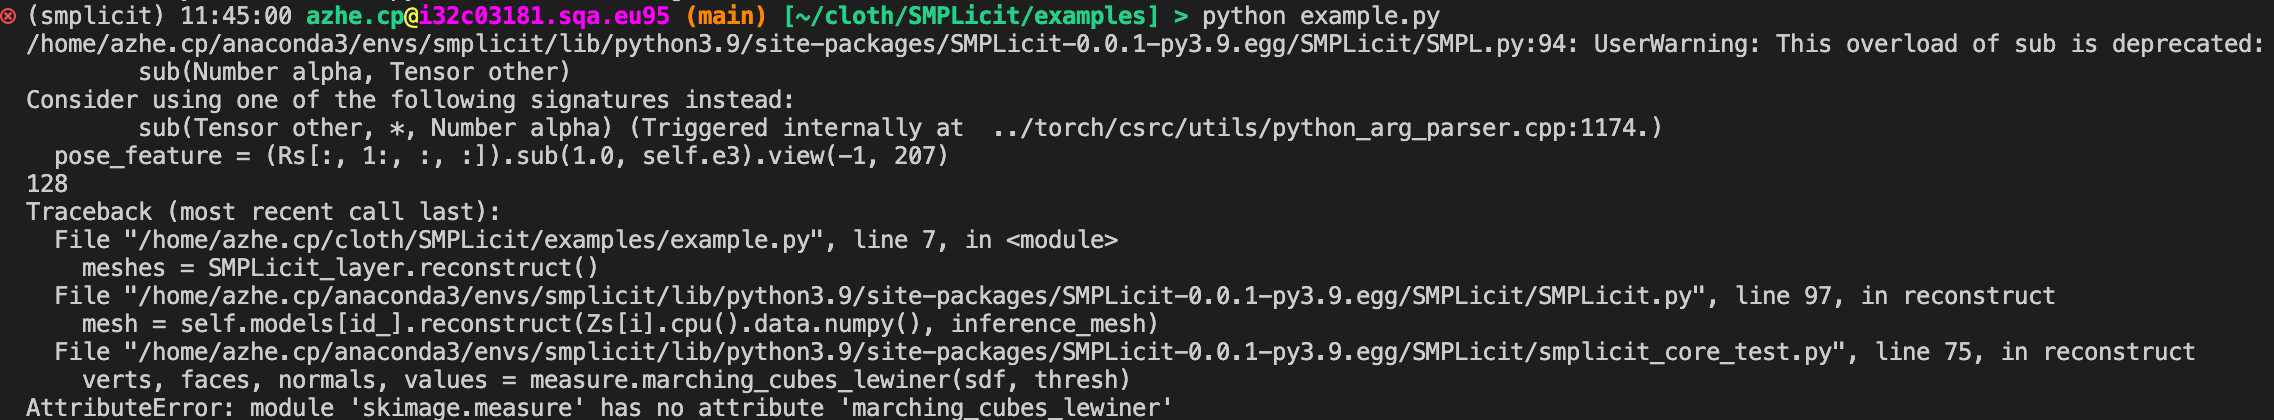 (smplicit) 11:45:00 azhe.cp@i32c03181.sqa.eu95 (main) [~/cloth/SMPLicit/examples] > python example.py
/home/azhe.cp/anaconda3/envs/smplicit/lib/python3.9/site-packages/SMPLicit-0.0.1-py3.9.egg/SMPLicit/SMPL.py:94: UserWarning: This overload of sub is deprecated:
        sub(Number alpha, Tensor other)
Consider using one of the following signatures instead:
        sub(Tensor other, *, Number alpha) (Triggered internally at  ../torch/csrc/utils/python_arg_parser.cpp:1174.)
  pose_feature = (Rs[:, 1:, :, :]).sub(1.0, self.e3).view(-1, 207)
128
Traceback (most recent call last):
  File "/home/azhe.cp/cloth/SMPLicit/examples/example.py", line 7, in <module>
    meshes = SMPLicit_layer.reconstruct()
  File "/home/azhe.cp/anaconda3/envs/smplicit/lib/python3.9/site-packages/SMPLicit-0.0.1-py3.9.egg/SMPLicit/SMPLicit.py", line 97, in reconstruct
    mesh = self.models[id_].reconstruct(Zs[i].cpu().data.numpy(), inference_mesh)
  File "/home/azhe.cp/anaconda3/envs/smplicit/lib/python3.9/site-packages/SMPLicit-0.0.1-py3.9.egg/SMPLicit/smplicit_core_test.py", line 75, in reconstruct
    verts, faces, normals, values = measure.marching_cubes_lewiner(sdf, thresh)
AttributeError: module 'skimage.measure' has no attribute 'marching_cubes_lewiner'